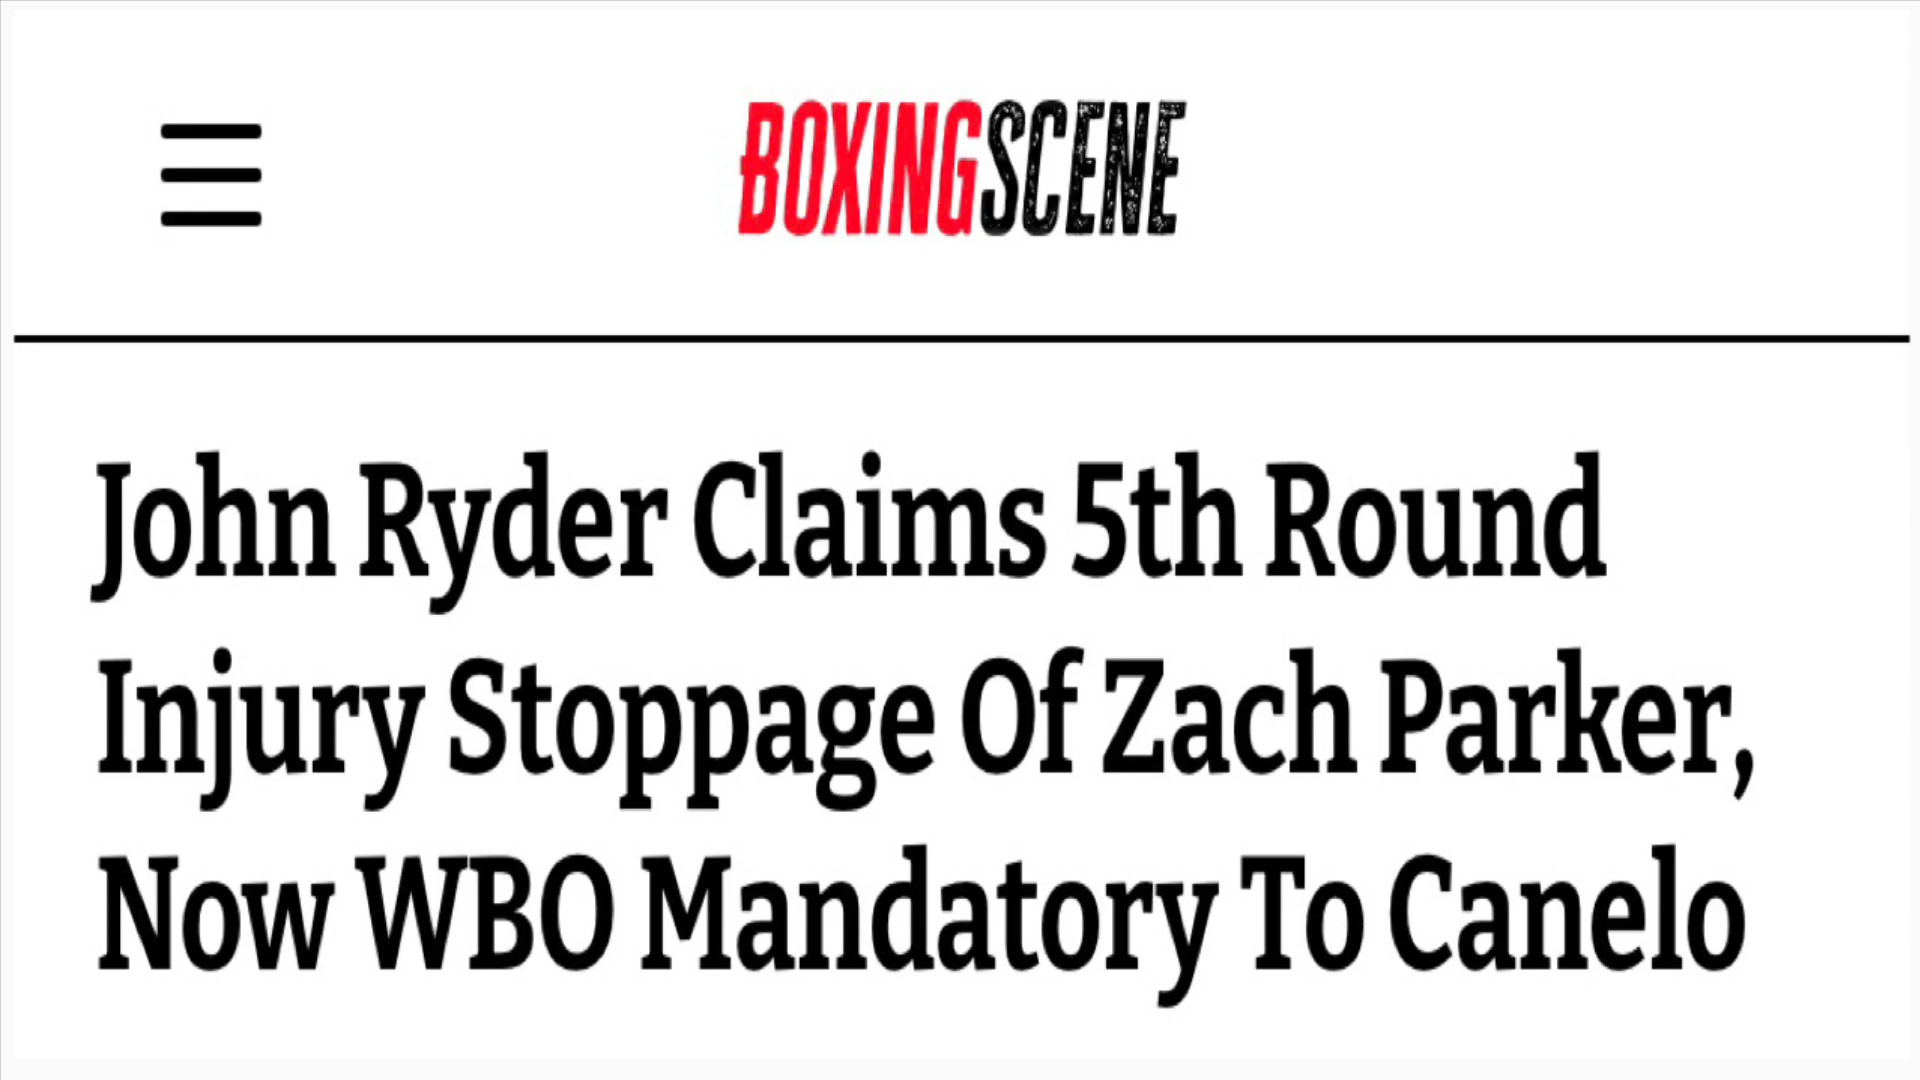 BOXINGSCENE
John Ryder Claims 5th Round
Injury Stoppage Of Zach Parker,
Now WBO Mandatory To Canelo